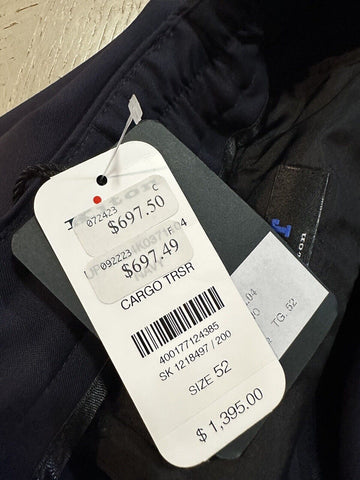 072423 C
$697.50
092223 F
$697.49
CARGO TRSR
400177124385
SK 1218497 / 200
SIZE 52
$1,395.00
TG. 52